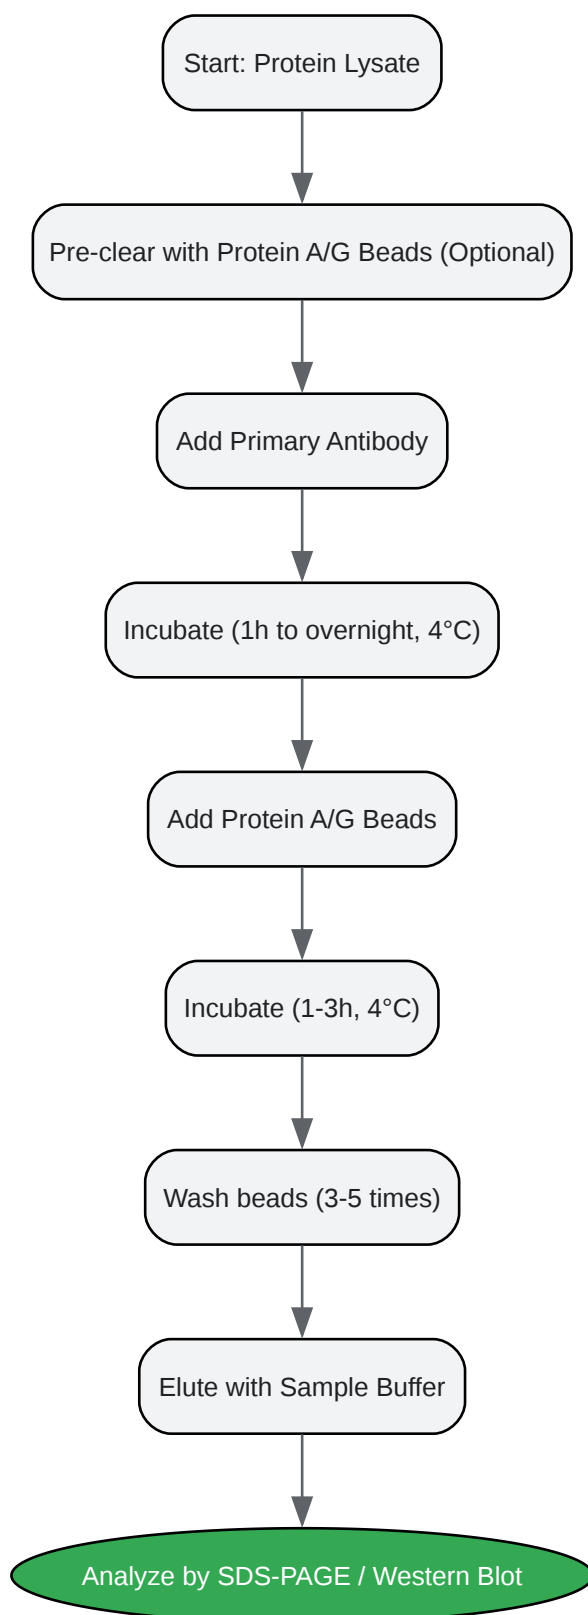 Start: Protein Lysate
Pre-clear with Protein A/G Beads (Optional)
Add Primary Antibody
Incubate (1h to overnight, 4°C)
Add Protein A/G Beads
Incubate (1-3h, 4°C)
Wash beads (3-5 times)
Elute with Sample Buffer
Analyze by SDS-PAGE / Western Blot